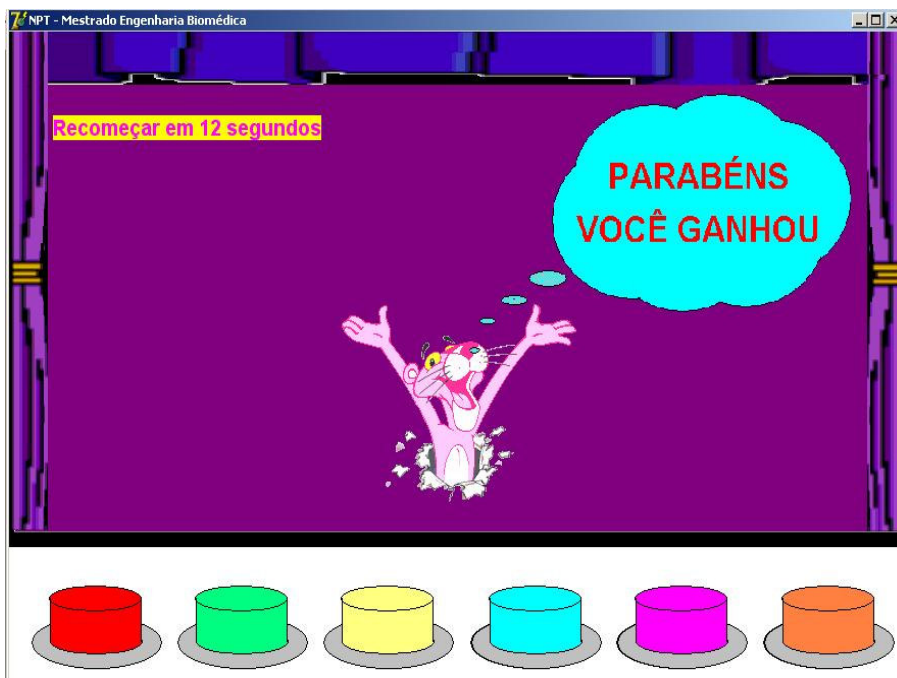 NPT - Mestrado Engenharia Biomédica
Recomeçar em 12 segundos
PARABÉNS
VOCÊ GANHOU